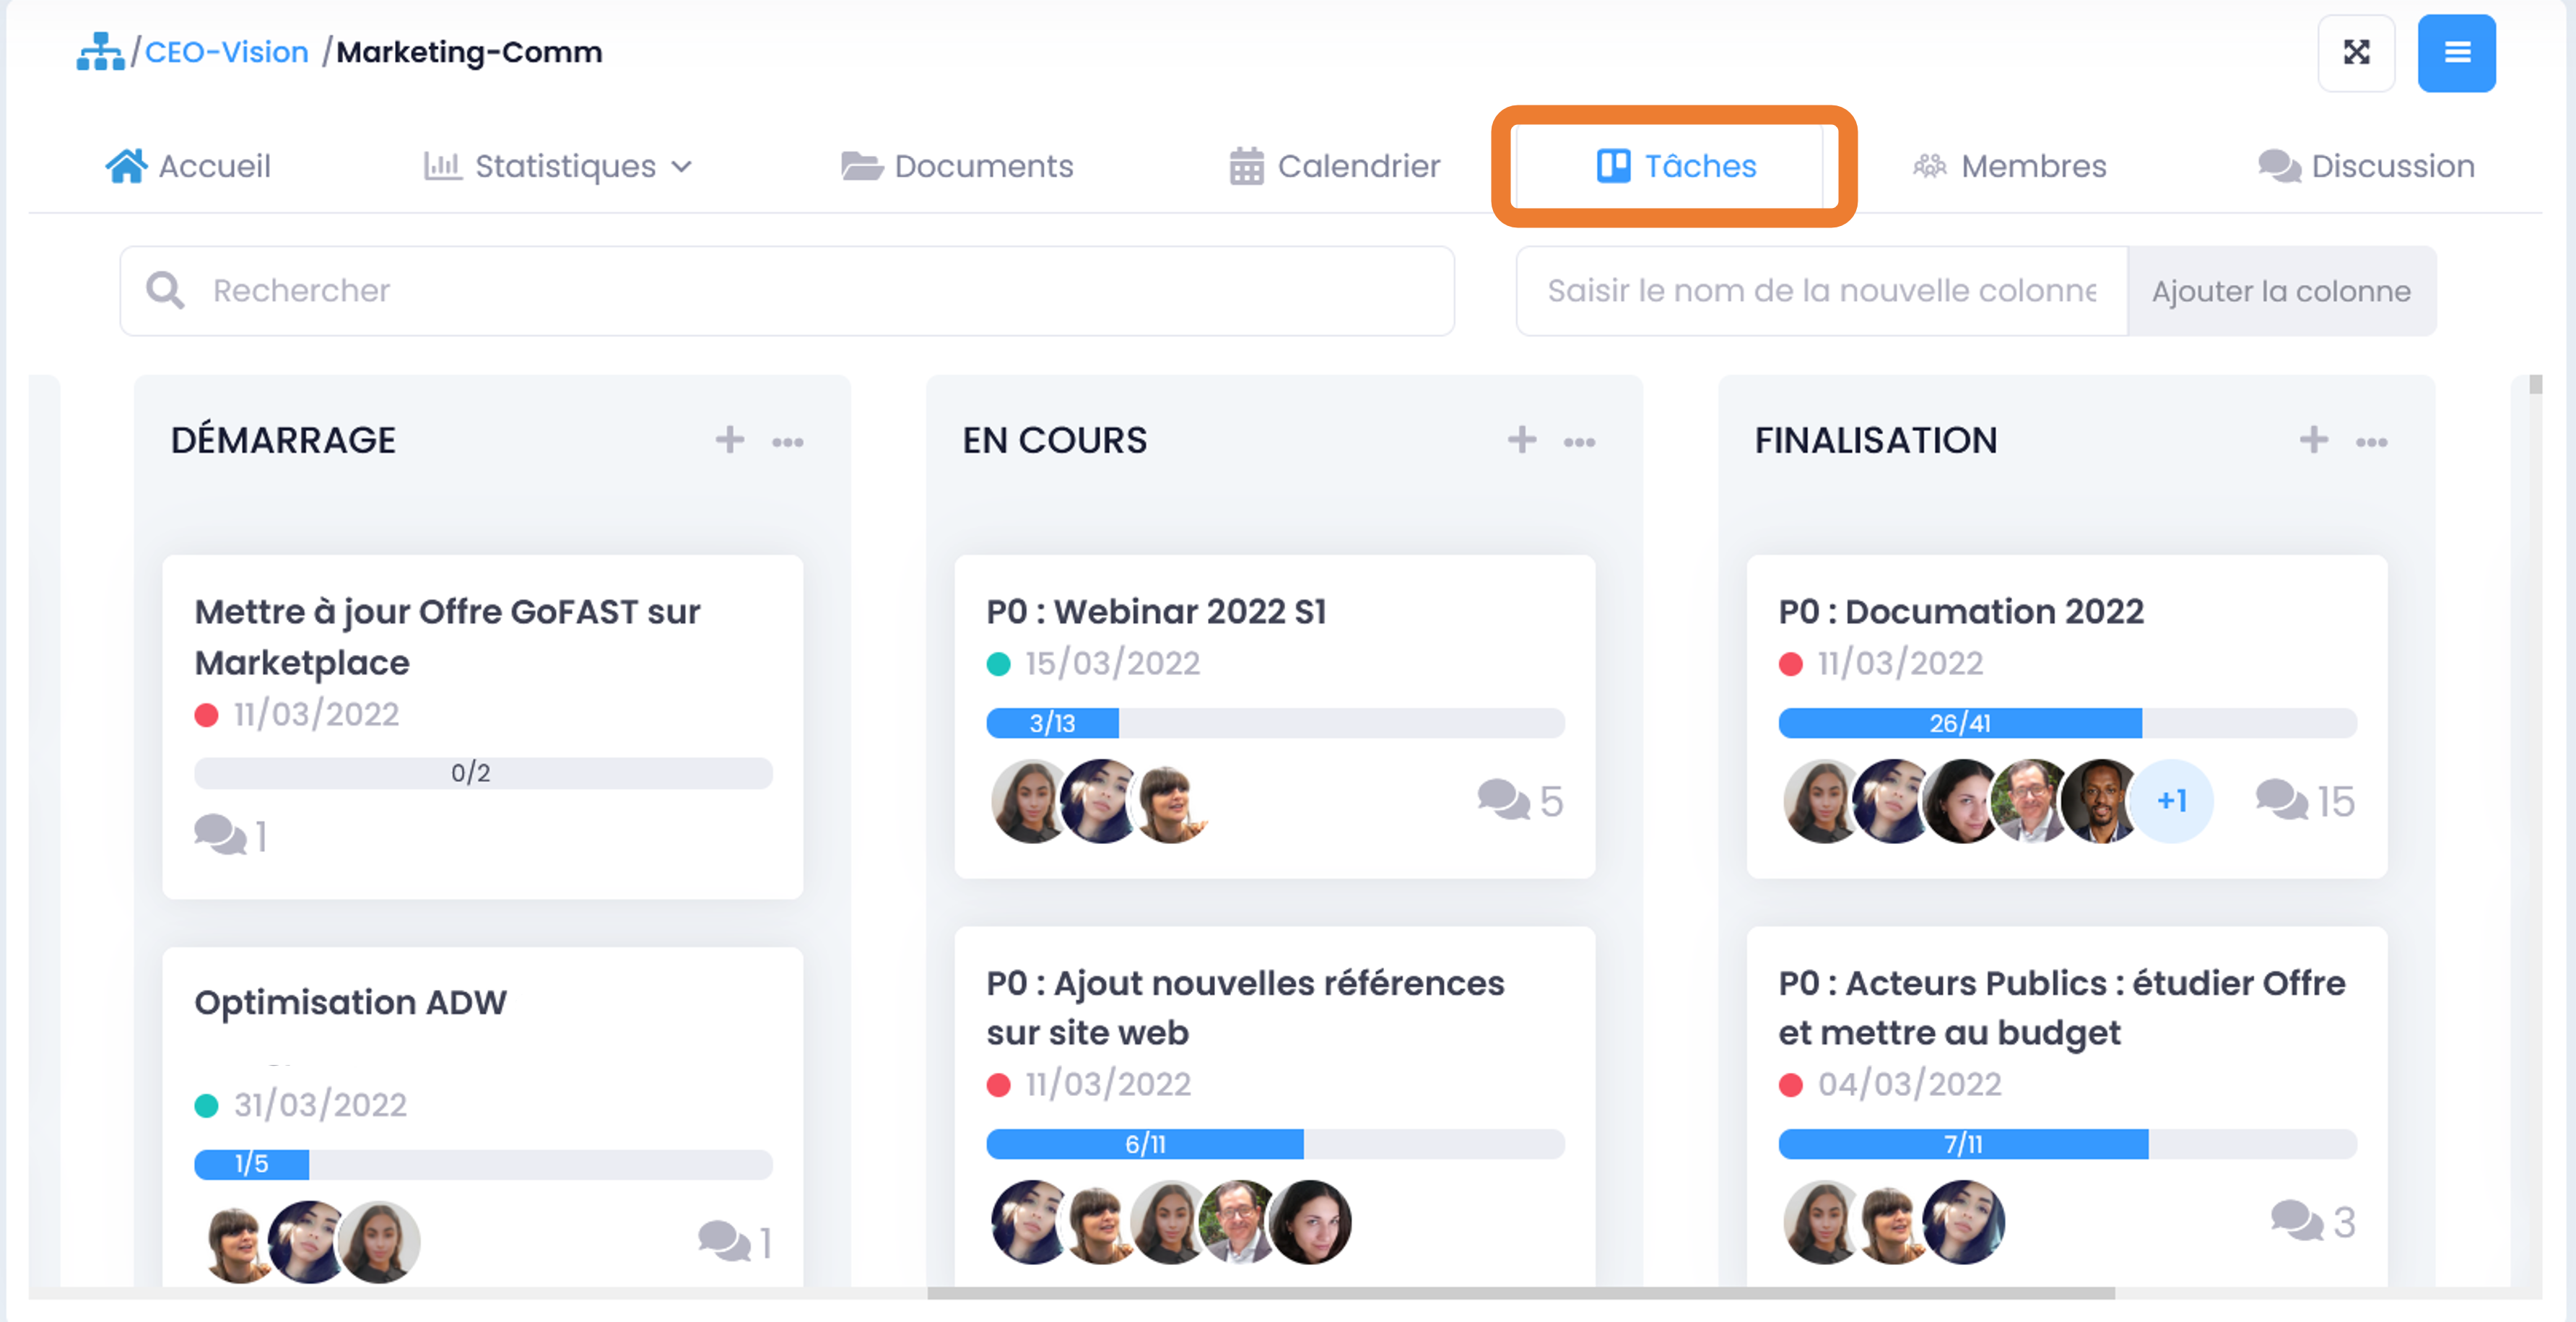 /CEO-Vision /Marketing-Comm
Accueil
Statistiques
Documents
Calendrier
Tâches
Membres
Discussion
Rechercher
Saisir le nom de la nouvelle colonne
Ajouter la colonne
DÉMARRAGE
Mettre à jour Offre GoFAST sur
Marketplace
11/03/2022
0/2
1
Optimisation ADW
31/03/2022
1/5
1
EN COURS
P0 : Webinar 2022 S1
15/03/2022
3/13
5
P0 : Ajout nouvelles références
sur site web
11/03/2022
6/11
FINALISATION
P0 : Documation 2022
11/03/2022
26/41
+1
15
P0 : Acteurs Publics : étudier Offre
et mettre au budget
04/03/2022
7/11
3